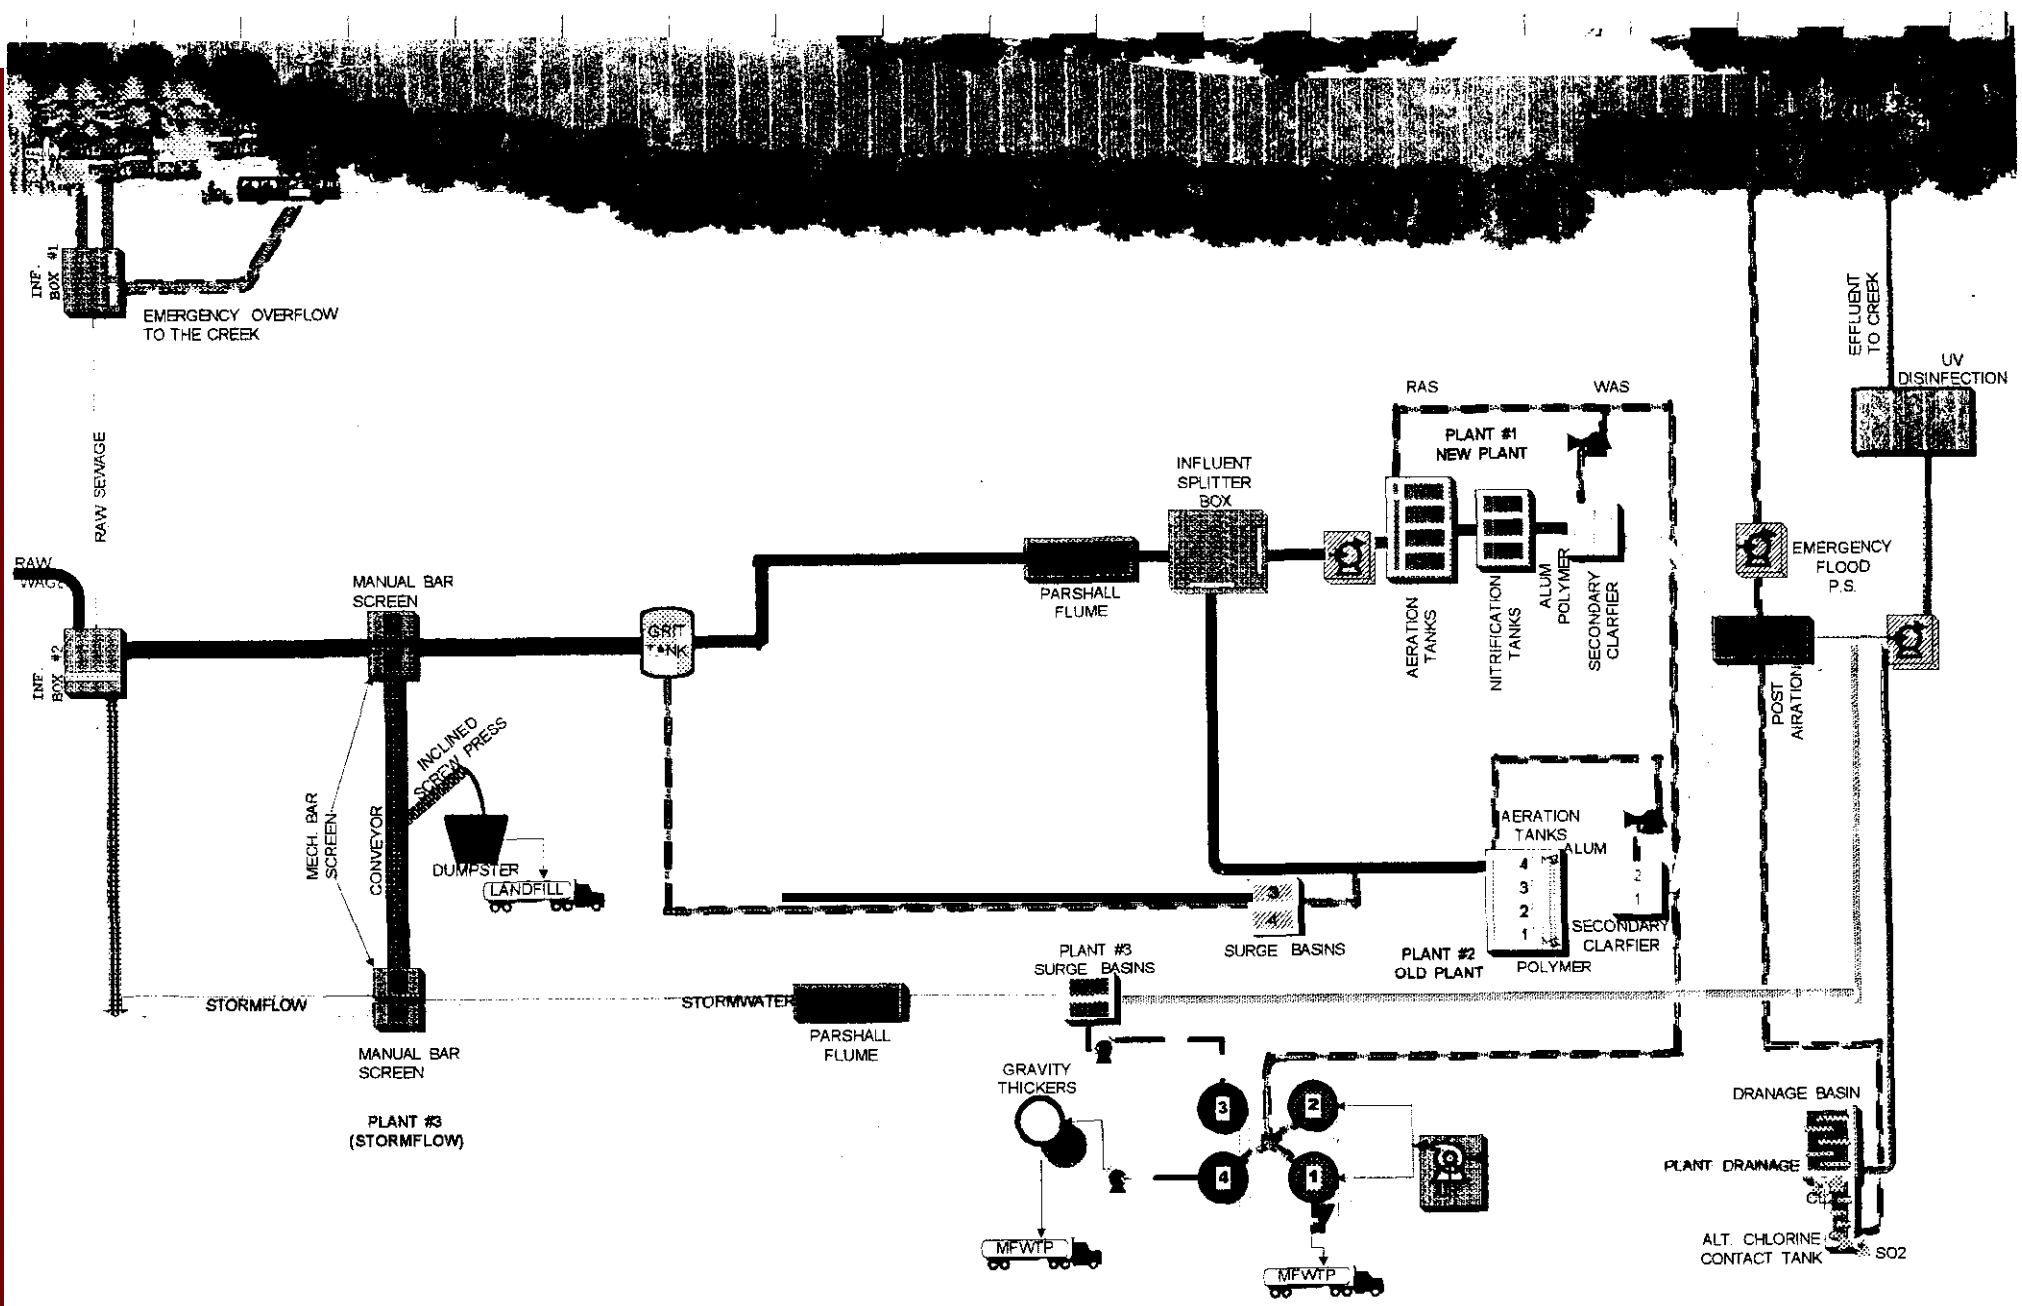 INF.
BOX #1
EMERGENCY OVERFLOW
TO THE CREEK
RAW SEWAGE
RAW
INF.
BOX #2
MANUAL BAR
SCREEN
GRIT
TANK
MECH. BAR
SCREEN
CONVEYOR
INCLINED
SCREW PRESS
DUMPSTER
LANDFILL
STORMFLOW
MANUAL BAR
SCREEN
PLANT #3
(STORMFLOW)
STORMWATER
PARSHALL
FLUME
PARSHALL
FLUME
INFLUENT
SPLITTER
BOX
RAS
WAS
PLANT #1
NEW PLANT
AERATION
TANKS
NITRIFICATION
TANKS
ALUM
POLYMER
SECONDARY
CLARFIER
AERATION
TANKS
ALUM
4
3
2
1
2
1
SECONDARY
CLARFIER
POLYMER
PLANT #2
OLD PLANT
3
4
SURGE BASINS
PLANT #3
SURGE BASINS
GRAVITY
THICKERS
3
2
4
1
MFWTP
MFWTP
EFFLUENT
TO CREEK
UV
DISINFECTION
EMERGENCY
FLOOD
P.S.
POST
AIRATION
DRANAGE BASIN
PLANT DRAINAGE
ALT. CHLORINE
CONTACT TANK
SO2